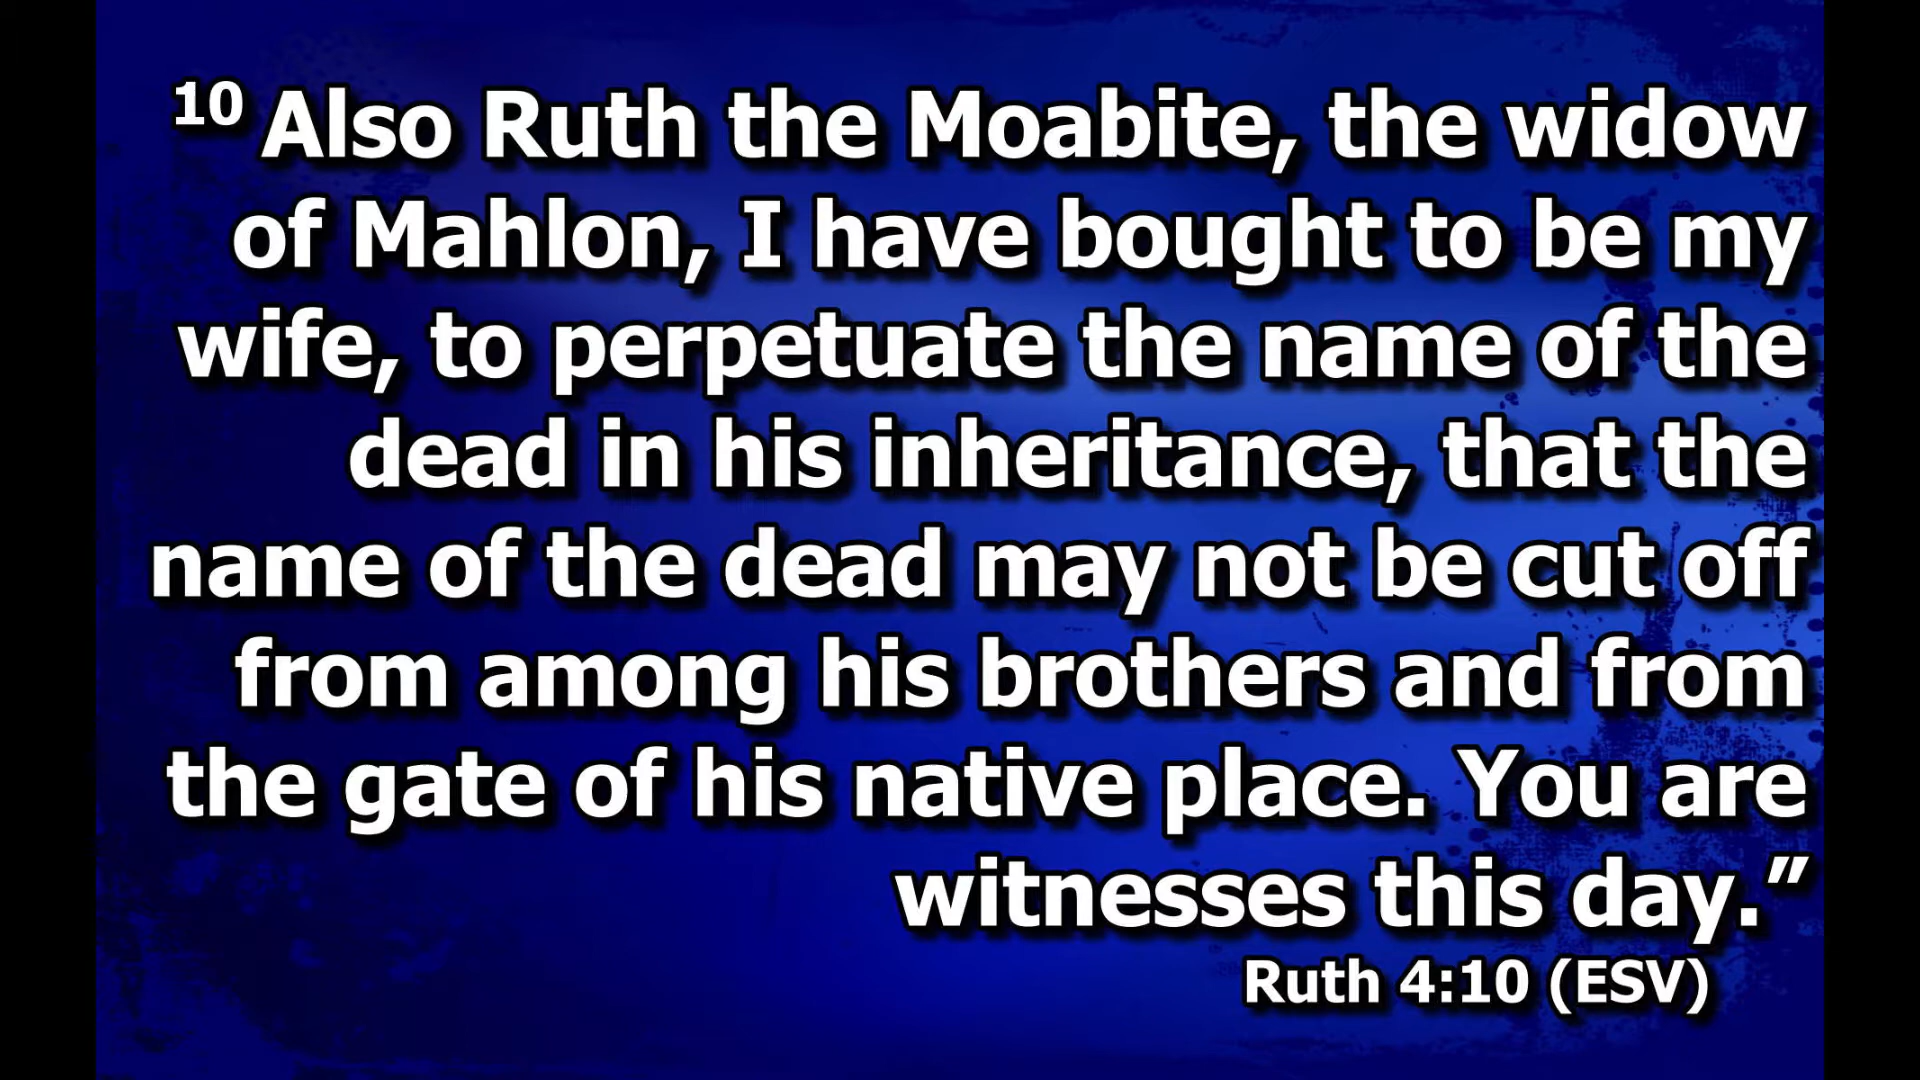 10 Also Ruth the Moabite, the widow
of Mahlon, I have bought to be my
wife, to perpetuate the name of the
dead in his inheritance, that the
name of the dead may not be cut off
from among his brothers and from
the gate of his native place. You are
witnesses this day.”
Ruth 4:10 (ESV)